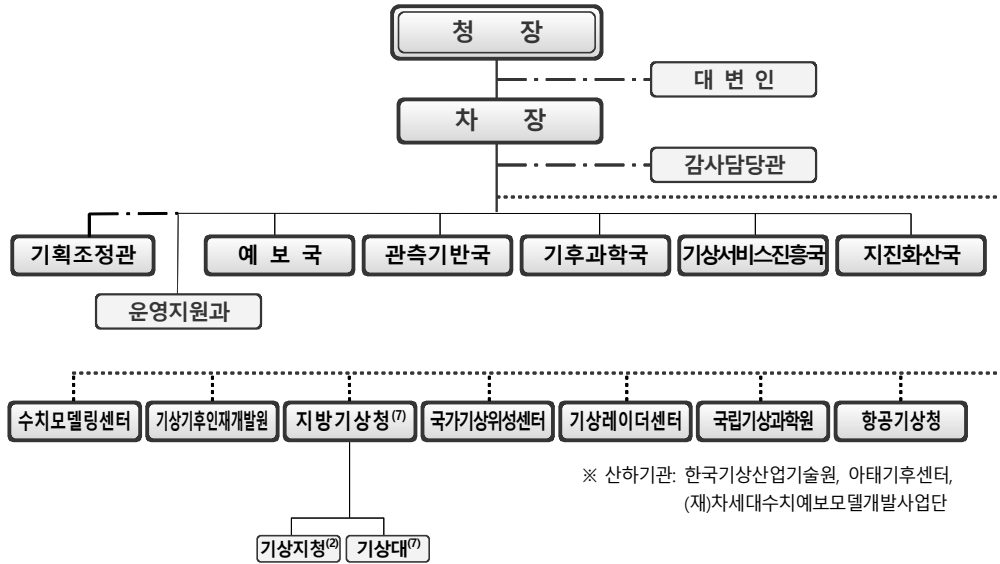 청 장
대 변 인
차 장
감사담당관
기획조정관
예 보 국
관측기반국
기후과학국
기상서비스진흥국
지진화산국
운영지원과
수치모델링센터
기상기후인재개발원
지방기상청(7)
국가기상위성센터
기상레이더센터
국립기상과학원
항공기상청
※ 산하기관: 한국기상산업기술원, 아태기후센터,
(재)차세대수치예보모델개발사업단
기상지청(2)
기상대(7)